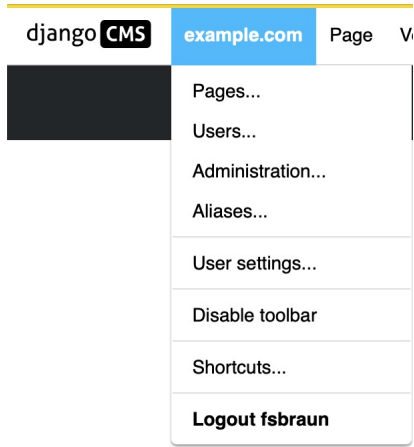 django CMS example.com Page
Pages...
Users...
Administration...
Aliases...
User settings...
Disable toolbar
Shortcuts...
Logout fsbraun